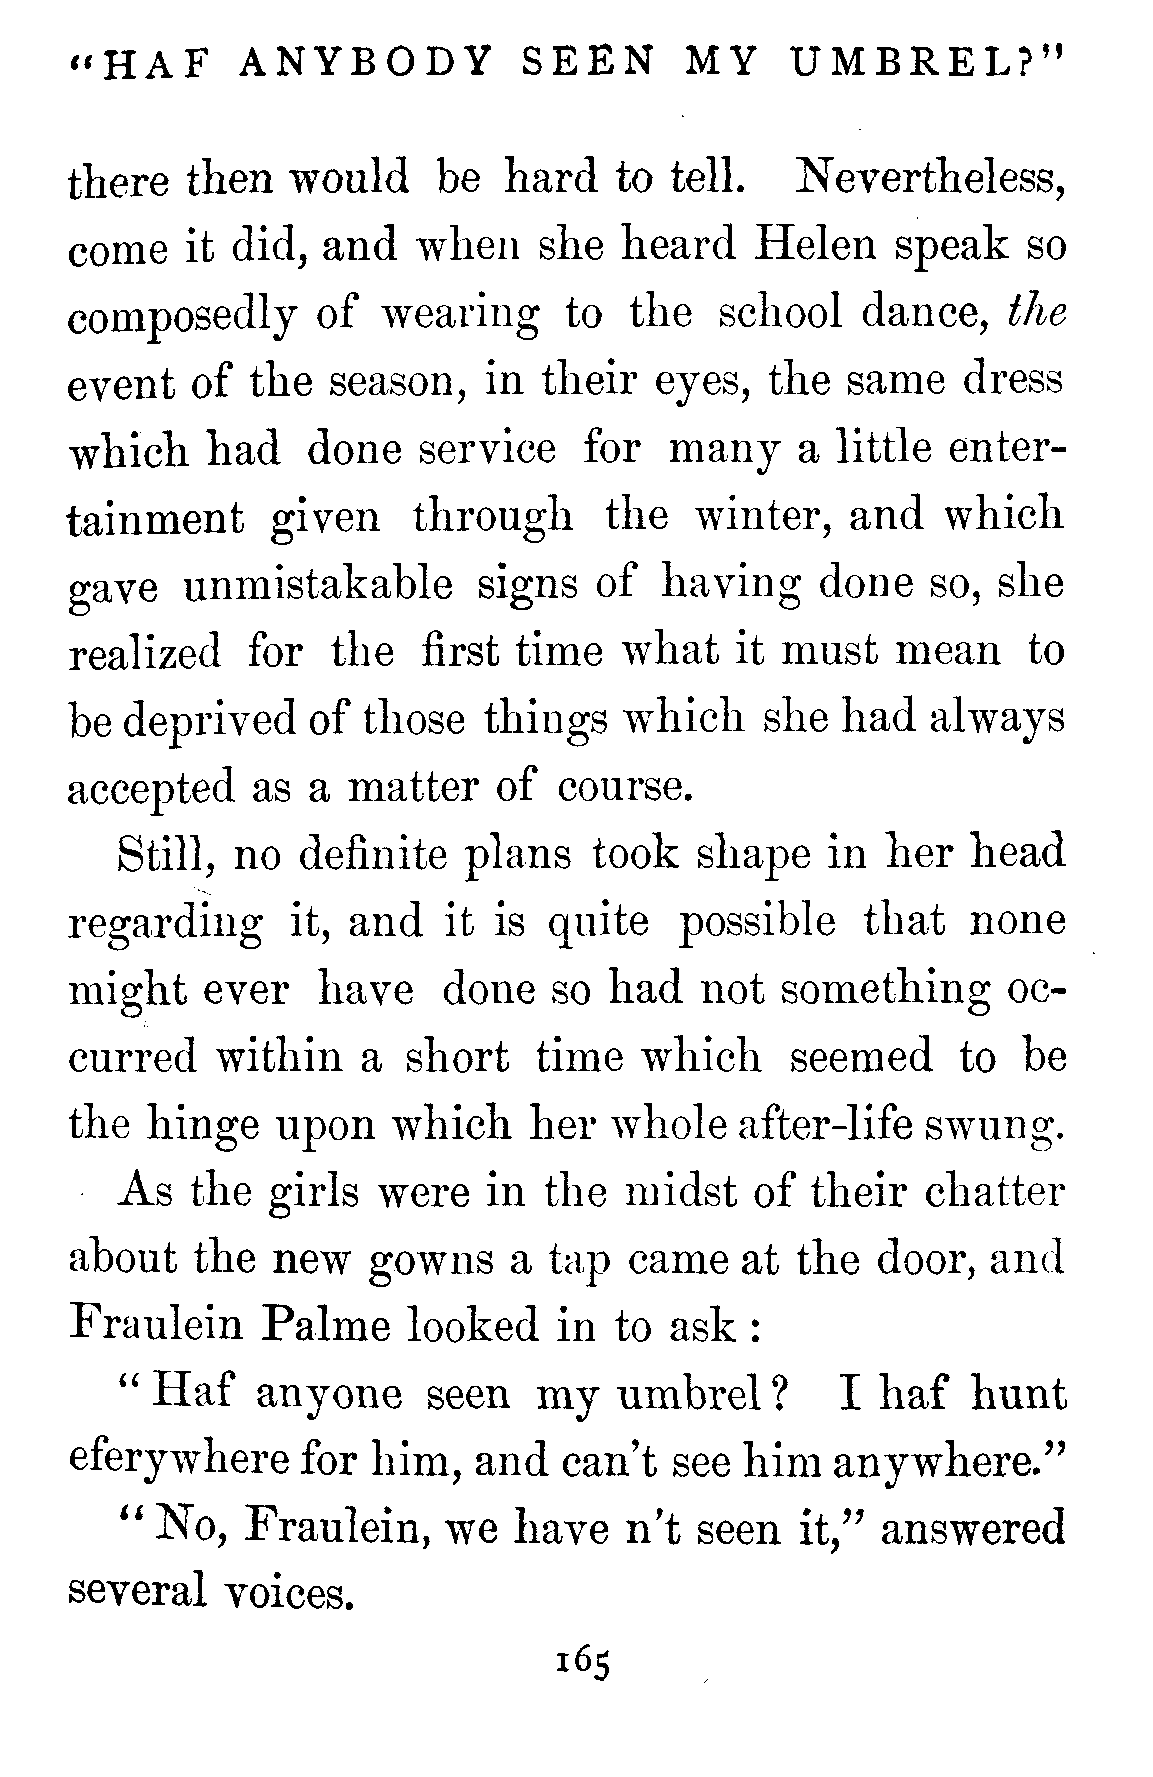 "HAF ANYBODY SEEN MY UMBREL?"
there then would be hard to tell. Nevertheless,
come it did, and when she heard Helen speak so
composedly of wearing to the school dance, the
event of the season, in their eyes, the same dress
which had done service for many a little enter-
tainment given through the winter, and which
gave unmistakable signs of having done so, she
realized for the first time what it must mean to
be deprived of those things which she had always
accepted as a matter of course.
Still, no definite plans took shape in her head
regarding it, and it is quite possible that none
might ever have done so had not something oc-
curred within a short time which seemed to be
the hinge upon which her whole after-life swung.
As the girls were in the midst of their chatter
about the new gowns a tap came at the door, and
Fraulein Palme looked in to ask :
" Haf anyone seen my umbrel ? I haf hunt
eferywhere for him, and can't see him anywhere."
" No, Fraulein, we have n't seen it," answered
several voices.
165